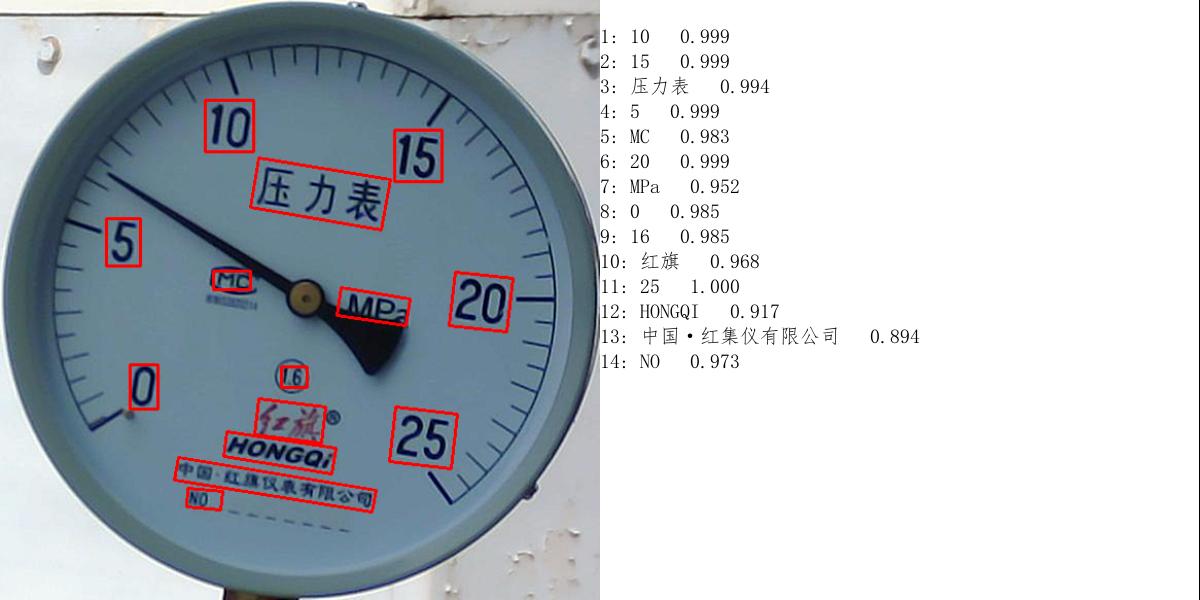 10
15
压力表
5
MC
20
MPa
0
1.6
红旗®
HONGQi
中国·红旗仪表有限公司
NO
25
1: 10 0.999
2: 15 0.999
3: 压力表 0.994
4: 5 0.999
5: MC 0.983
6: 20 0.999
7: MPa 0.952
8: 0 0.985
9: 16 0.985
10: 红旗 0.968
11: 25 1.000
12: HONGQI 0.917
13: 中国·红集仪有限公司 0.894
14: NO 0.973